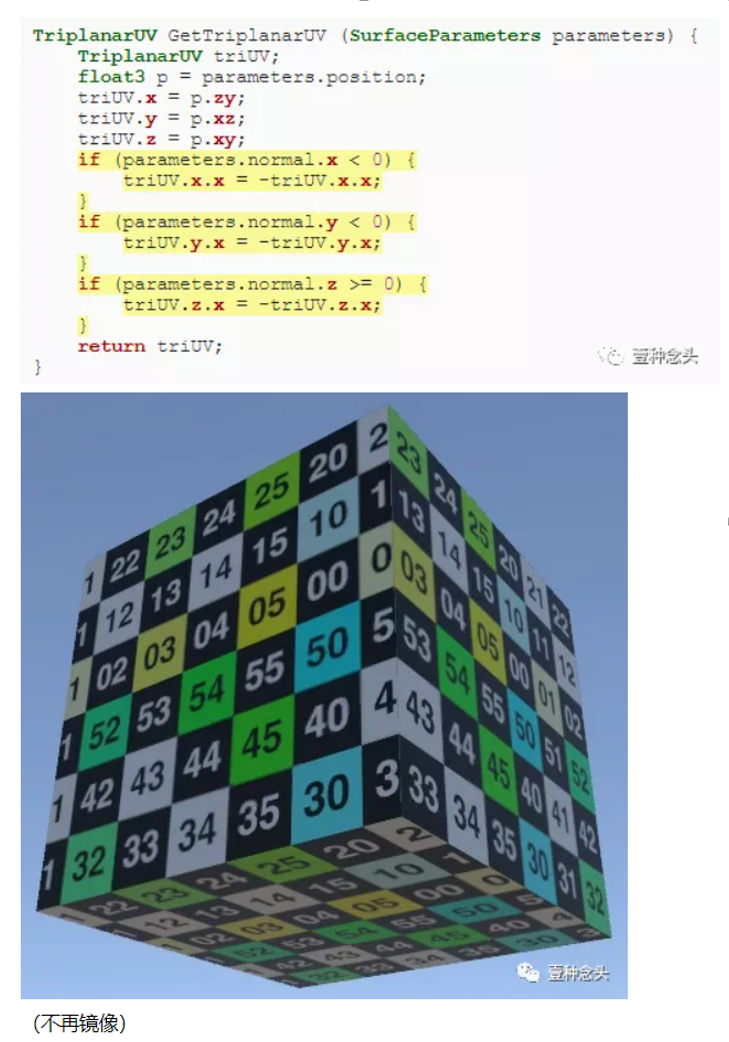 TriplanarUV GetTriplanarUV (SurfaceParameters parameters) {
TriplanarUV triUV;
float3 p = parameters.position;
triUV.x = p.zy;
triUV.y = p.xz;
triUV.z = p.xy;
if (parameters.normal.x < 0) {
triUV.x.x = -triUV.x.x;
}
if (parameters.normal.y < 0) {
triUV.y.x = -triUV.y.x;
}
if (parameters.normal.z >= 0) {
triUV.z.x = -triUV.z.x;
}
return triUV;
}
壹种念头
1 22 23 24 25 20 2
1 12 13 14 15 10 1
1 02 03 04 05 00 0
1 52 53 54 55 50 5
1 42 43 44 45 40 4
1 32 33 34 35 30 3
23 24 25 20 21 22
13 14 15 10 11 12
03 04 05 00 01 02
53 54 55 50 51 52
43 44 45 40 41 42
33 34 35 30 31 32
1 22 23 24 25 20 2
1 12 13 14 15 10 1
1 02 03 04 05 00 0
52 53 54 55 50 5
42 43 44 45 40 4
32 33 34 35 30 3
壹种念头
(不再镜像)